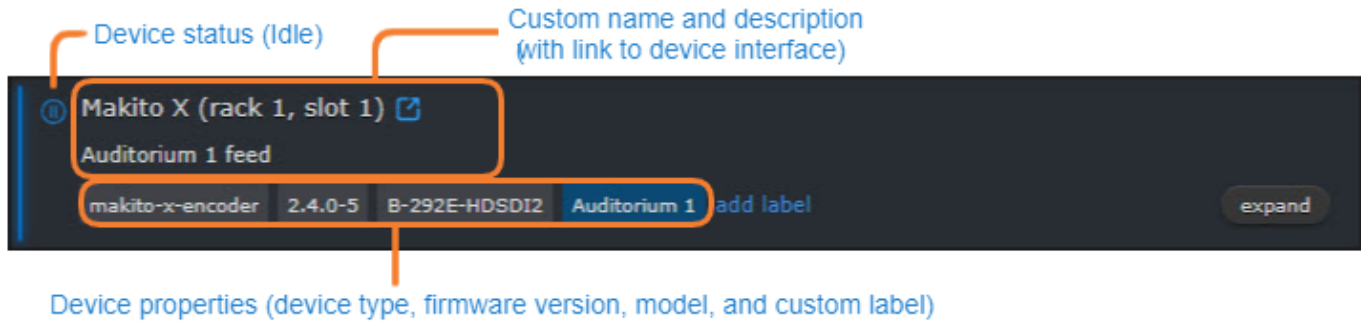 Device status (Idle)
Custom name and description
(with link to device interface)
Makito X (rack 1, slot 1)
Auditorium 1 feed
makito-x-encoder 2.4.0-5 B-292E-HDSDI2 Auditorium 1 add label expand
Device properties (device type, firmware version, model, and custom label)